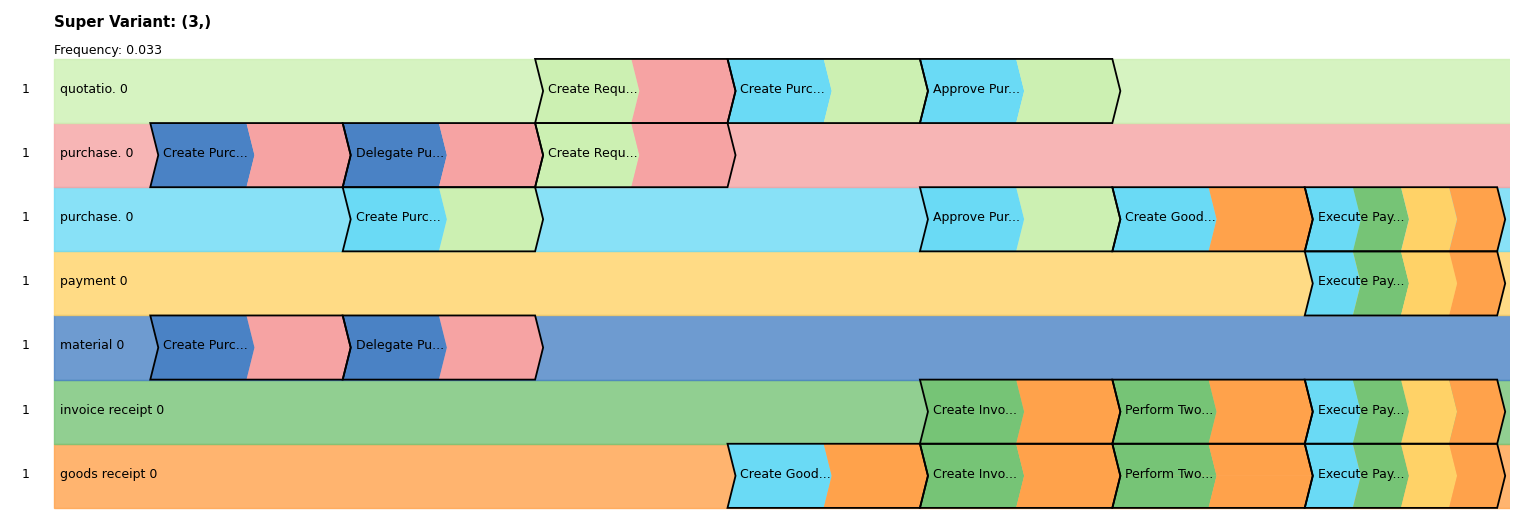 Super Variant: (3,)
Frequency: 0.033
1 quotatio. 0 Create Requ... Create Purc... Approve Pur...
1 purchase. 0 Create Purc... Delegate Pu... Create Requ...
1 purchase. 0 Create Purc... Approve Pur... Create Good... Execute Pay...
1 payment 0 Execute Pay...
1 material 0 Create Purc... Delegate Pu...
1 invoice receipt 0 Create Invo... Perform Two... Execute Pay...
1 goods receipt 0 Create Good... Create Invo... Perform Two... Execute Pay...